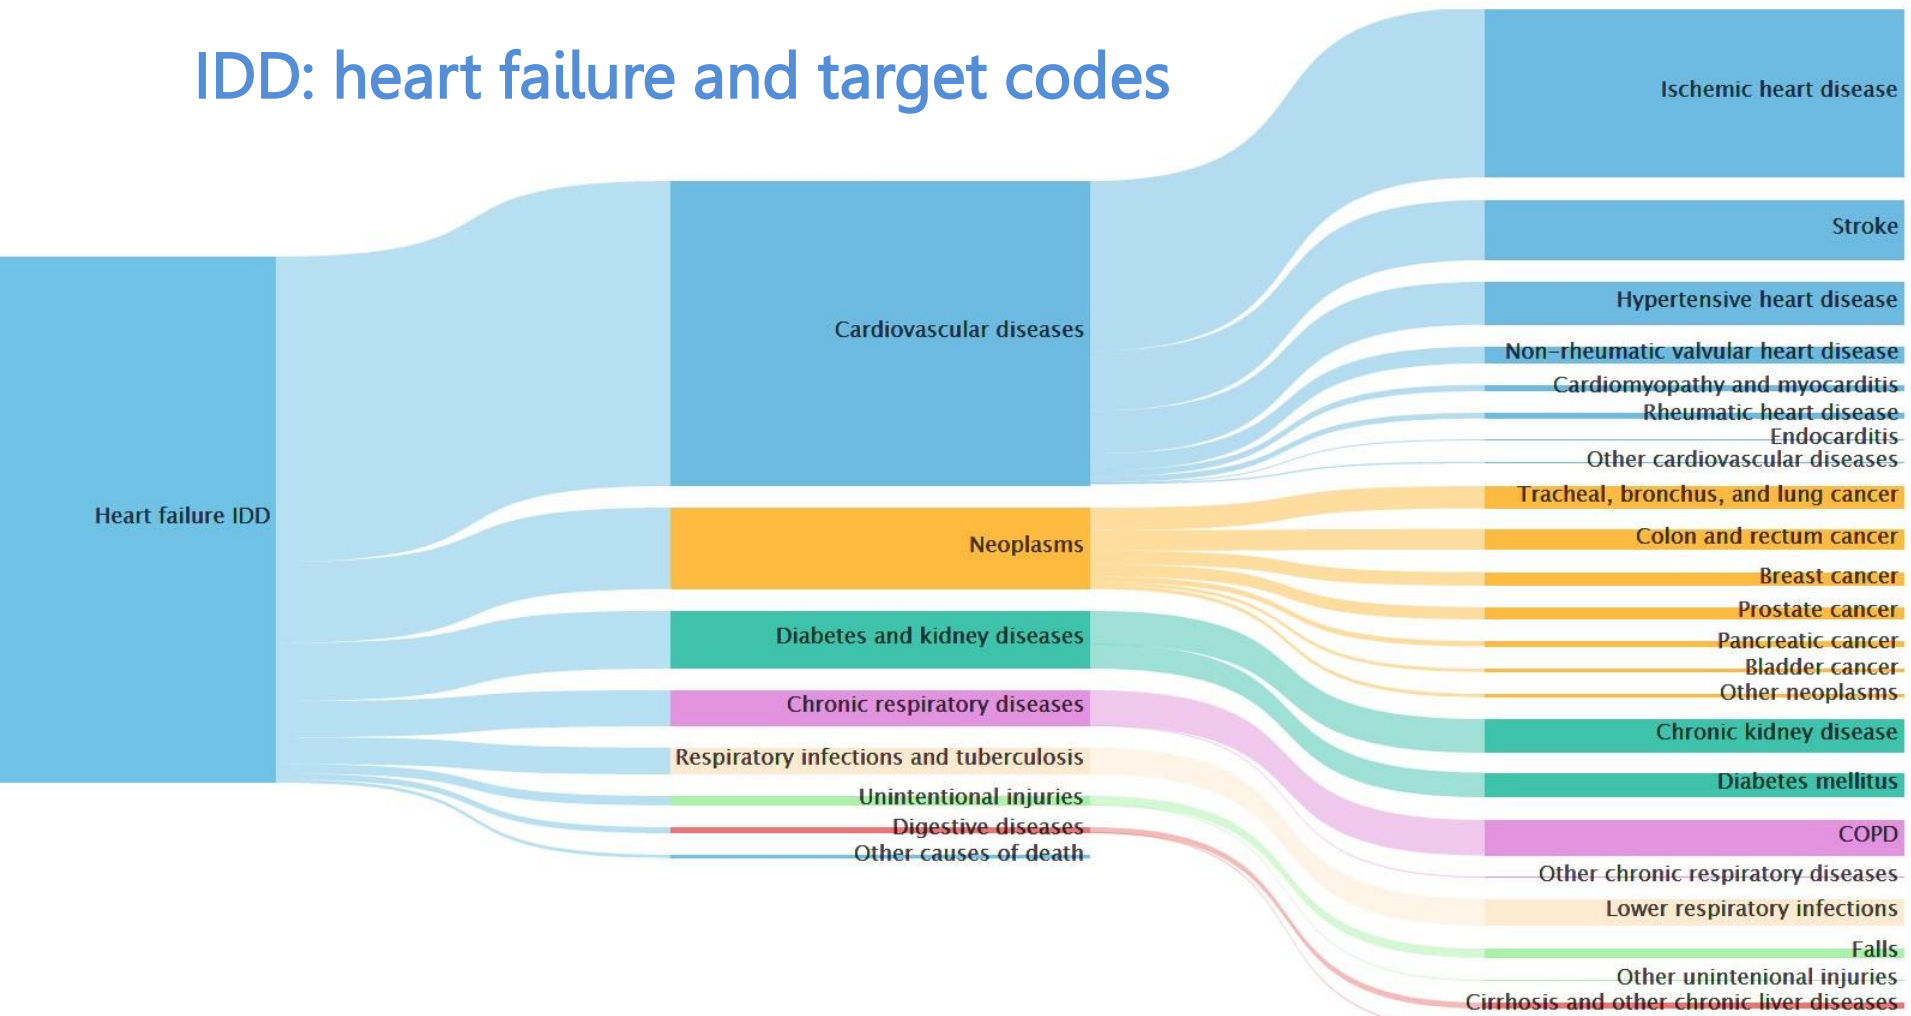 IDD: heart failure and target codes
Heart failure IDD
Cardiovascular diseases
Neoplasms
Diabetes and kidney diseases
Chronic respiratory diseases
Respiratory infections and tuberculosis
Unintentional injuries
Digestive diseases
Other causes of death
Ischemic heart disease
Stroke
Hypertensive heart disease
Non-rheumatic valvular heart disease
Cardiomyopathy and myocarditis
Rheumatic heart disease
Endocarditis
Other cardiovascular diseases
Tracheal, bronchus, and lung cancer
Colon and rectum cancer
Breast cancer
Prostate cancer
Pancreatic cancer
Bladder cancer
Other neoplasms
Chronic kidney disease
Diabetes mellitus
COPD
Other chronic respiratory diseases
Lower respiratory infections
Falls
Other unintenional injuries
Cirrhosis and other chronic liver diseases